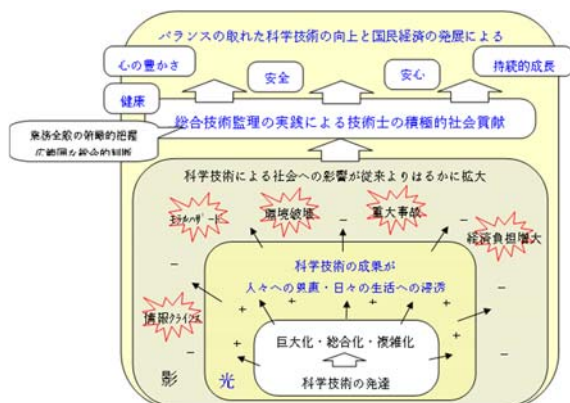 バランスの取れた科学技術の向上と国民経済の発展による
心の豊かさ
安全
安心
持続的成長
健康
総合技術監理の実践による技術士の積極的社会貢献
業務全般の俯瞰的把握
広範囲な総合的判断
科学技術による社会への影響が従来よりはるかに拡大
モラルハザード
環境破壊
重大事故
経済負担増大
科学技術の成果が
人々への恩恵・日々の生活への浸透
情報クライシス
巨大化・総合化・複雑化
科学技術の発達
影
光